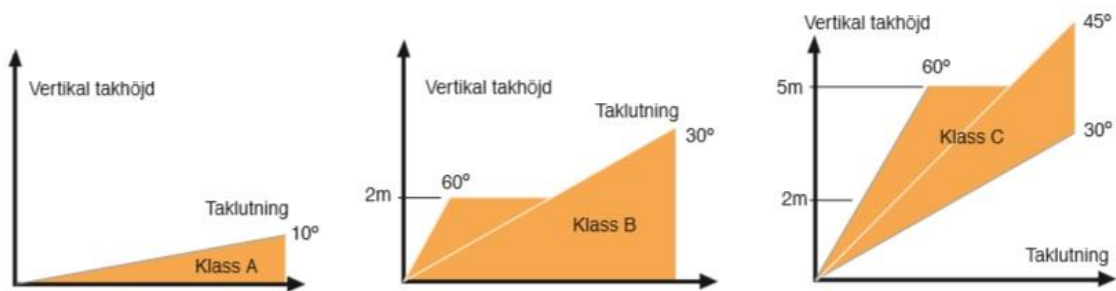 Vertikal takhöjd
Taklutning
10º
Klass A
Vertikal takhöjd
Taklutning
30º
2m
60º
Klass B
Vertikal takhöjd
45º
60º
5m
Klass C
30º
2m
Taklutning